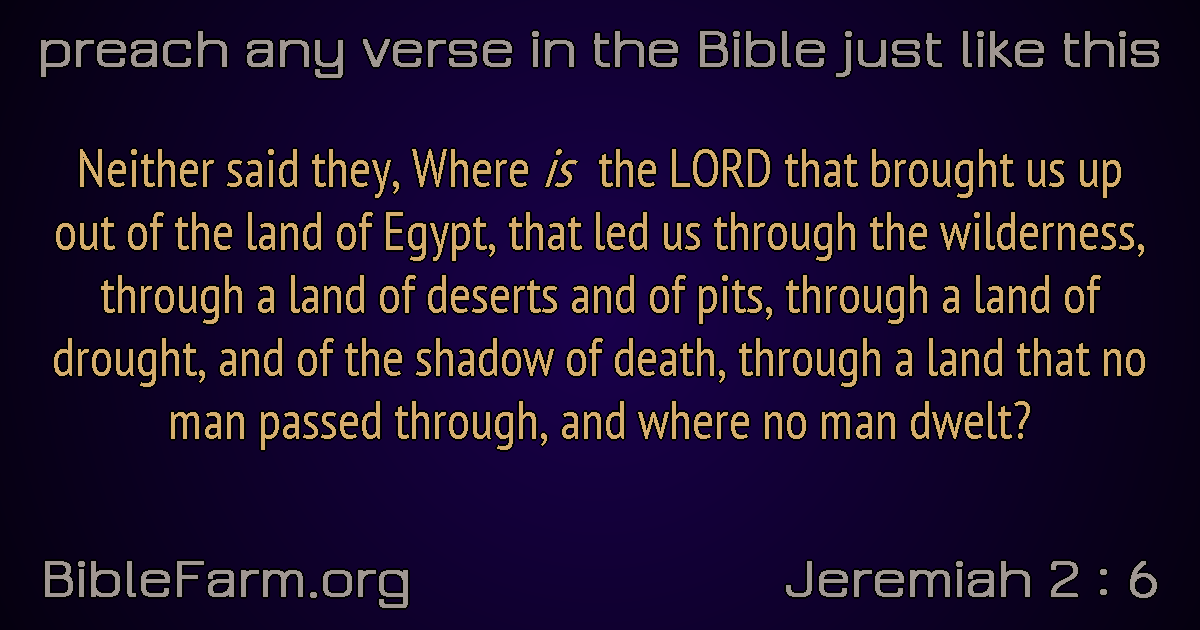 preach any verse in the Bible just like this
Neither said they, Where is the LORD that brought us up
out of the land of Egypt, that led us through the wilderness,
through a land of deserts and of pits, through a land of
drought, and of the shadow of death, through a land that no
man passed through, and where no man dwelt?
BibleFarm.org
Jeremiah 2 : 6